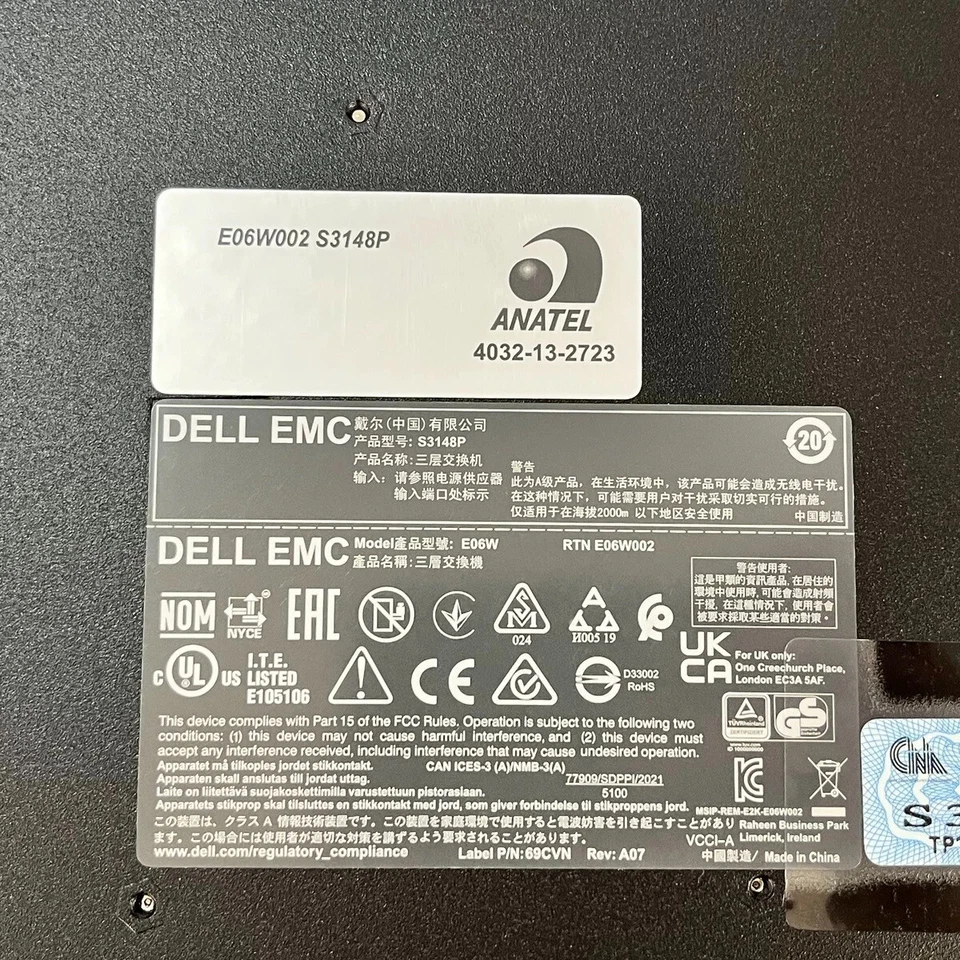 E06W002 S3148P
ANATEL
4032-13-2723
DELL EMC
戴尔(中国)有限公司
产品型号: S3148P
产品名称:三层交换机
输入: 请参照电源供应器
输入端口处标示
警告
此为A级产品，在生活环境中，该产品可能会造成无线电干扰。
在这种情况下，可能需要用户对干扰采取切实可行的措施。
仅适用于在海拔2000m 以下地区安全使用
中国制造
20
DELL EMC
Model產品型號: E06W
RTN E06W002
產品名稱:三層交換機
警告使用者:
這是甲類的資訊產品, 在居住的
環境中使用時, 可能會造成射頻
干擾, 在這種情況下, 使用者會
被要求採取某些適當的對策。
NOM
NYCE
EAC
024
И005 19
UK
CA
For UK only:
One Creechurch Place,
London EC3A 5AF.
C UL US
I.T.E.
LISTED
E105106
CE
D33002
RoHS
TÜVRheinland
GS
This device complies with Part 15 of the FCC Rules. Operation is subject to the following two
conditions: (1) this device may not cause harmful interference, and (2) this device must
accept any interference received, including interference that may cause undesired operation.
www.tuv.com
Apparatet må tilkoples jordet stikkontakt.
CAN ICES-3 (A)/NMB-3(A)
Apparaten skall anslutas till jordat uttag.
77909/SDPPI/2021
Laite on liitettävä suojakoskettimilla varustettuun pistorasiaan.
5100
Apparatets stikprop skal tilsluttes en stikkontakt med jord, som giver forbindelse til stikproppens jord.
MSIP-REM-E2K-E06W002
この装置は、クラス A 情報技術装置です。この装置を家庭環境で使用すると電波妨害を引き起こすことがあり
ます。この場合には使用者が適切な対策を講ずるよう要求されることがあります。
VCCI-A
Raheen Business Park
Limerick, Ireland
www.dell.com/regulatory_compliance
Label P/N:69CVN
Rev: A07
中國製造/ Made in China
S 3
TP